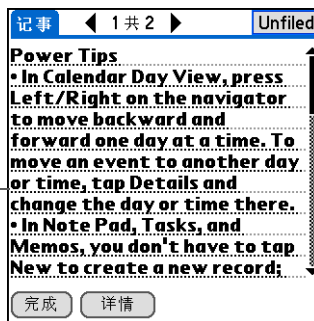 记事 1 共 2 Unfiled
Power Tips
• In Calendar Day View, press
Left/Right on the navigator
to move backward and
forward one day at a time. To
move an event to another day
or time, tap Details and
change the day or time there.
• In Note Pad, Tasks, and
Memos, you don't have to tap
New to create a new record;
完成 详情